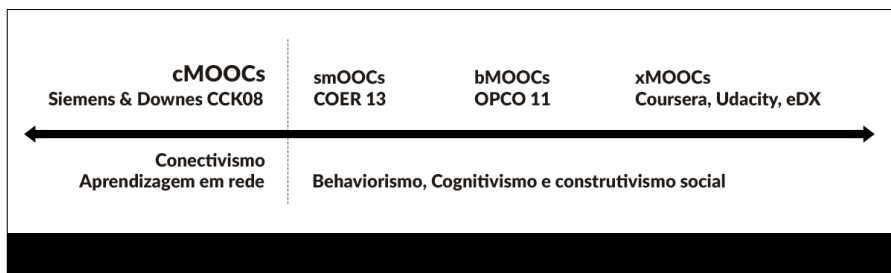 cMOOCs
Siemens & Downes CCK08
smOOCs
COER 13
bMOOCs
OPCO 11
xMOOCs
Coursera, Udacity, eDX
Conectivismo
Aprendizagem em rede
Behaviorismo, Cognitivismo e construtivismo social